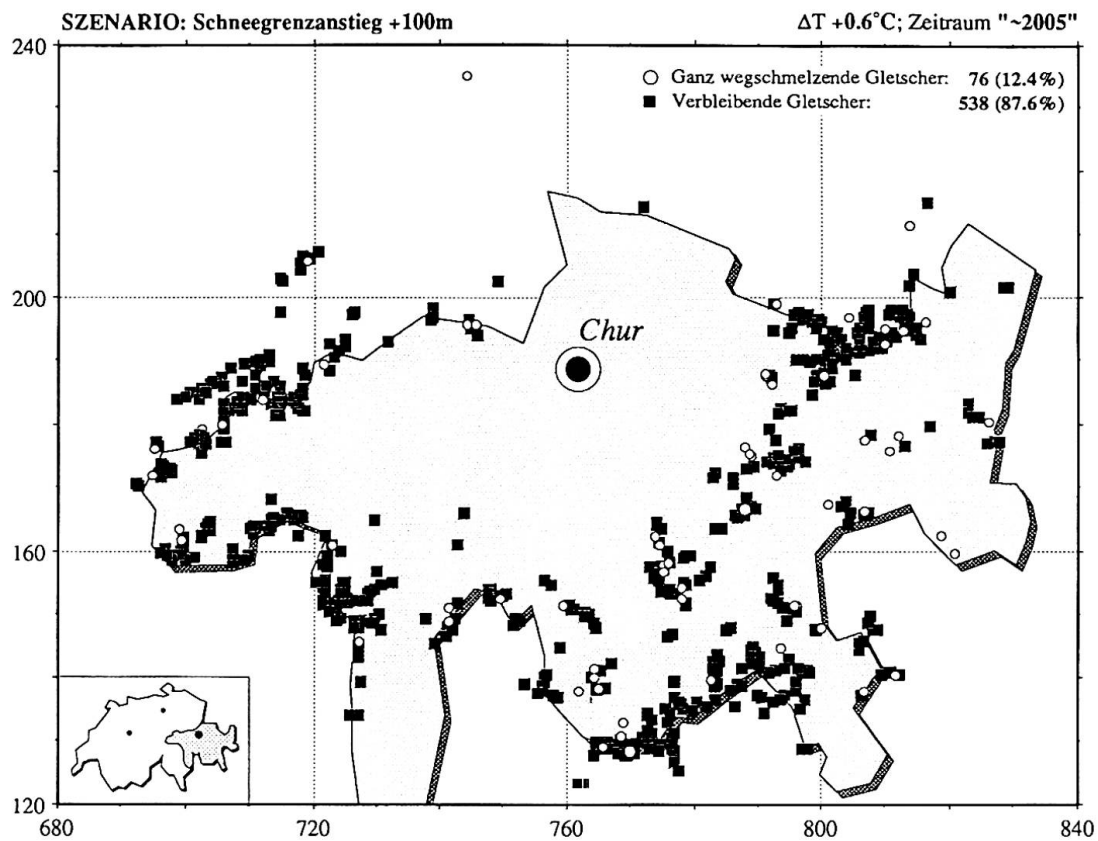 SZENARIO: Schneegrenzanstieg +100m
ΔT +0.6°C; Zeitraum "~2005"
240
Ganz wegschmelzende Gletscher: 76 (12.4%)
Verbleibende Gletscher: 538 (87.6%)
200
Chur
160
120
680
720
760
800
840